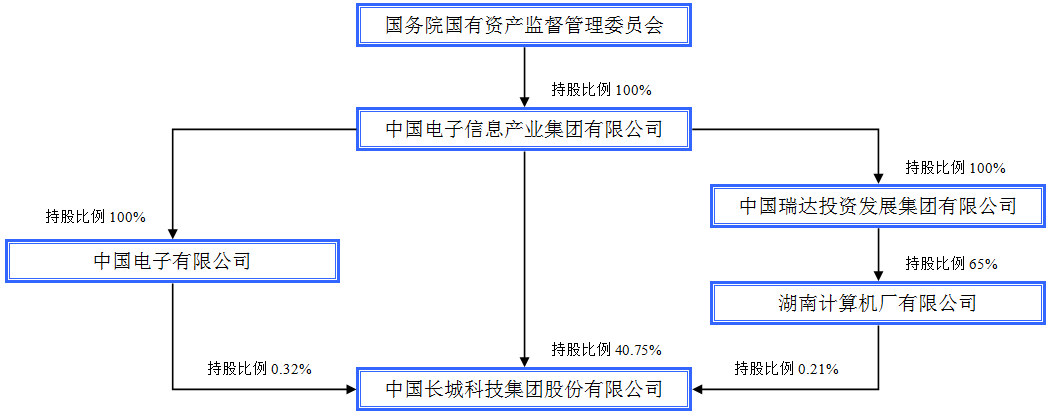 国务院国有资产监督管理委员会
持股比例 100%
中国电子信息产业集团有限公司
持股比例 100%
中国瑞达投资发展集团有限公司
持股比例 100%
中国电子有限公司
持股比例 65%
湖南计算机厂有限公司
持股比例 40.75%
持股比例 0.32%
持股比例 0.21%
中国长城科技集团股份有限公司